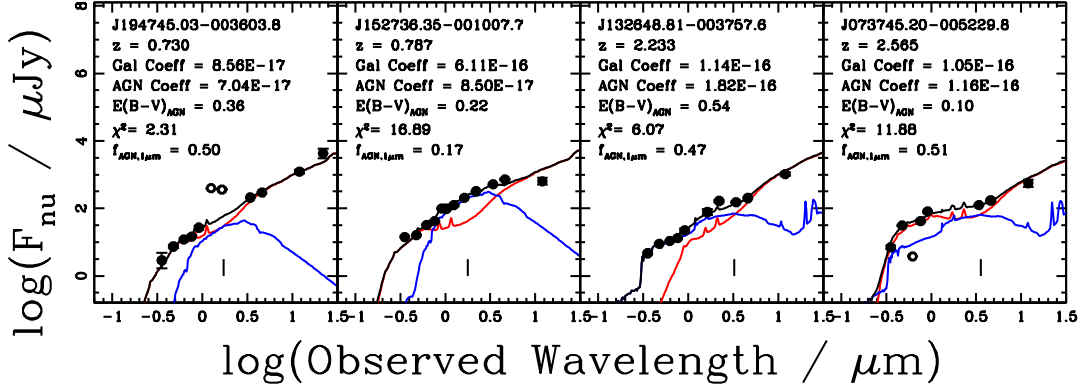 J194745.03-003603.8
z = 0.730
Gal Coeff = 8.56E-17
AGN Coeff = 7.04E-17
E(B-V)AGN = 0.36
χ²= 2.31
fAGN,1μm = 0.50
J152736.35-001007.7
z = 0.787
Gal Coeff = 6.11E-16
AGN Coeff = 8.50E-17
E(B-V)AGN = 0.22
χ²= 16.89
fAGN,1μm = 0.17
J132648.81-003757.6
z = 2.233
Gal Coeff = 1.14E-16
AGN Coeff = 1.82E-16
E(B-V)AGN = 0.54
χ²= 6.07
fAGN,1μm = 0.47
J073745.20-005229.8
z = 2.565
Gal Coeff = 1.05E-16
AGN Coeff = 1.16E-16
E(B-V)AGN = 0.10
χ²= 11.88
fAGN,1μm = 0.51
8
6
4
2
0
log(Fnu / μJy)
-1 -0.5 0 0.5 1 1.5
-1 -0.5 0 0.5 1 1.5
-1 -0.5 0 0.5 1 1.5
-1 -0.5 0 0.5 1 1.5
log(Observed Wavelength / μm)